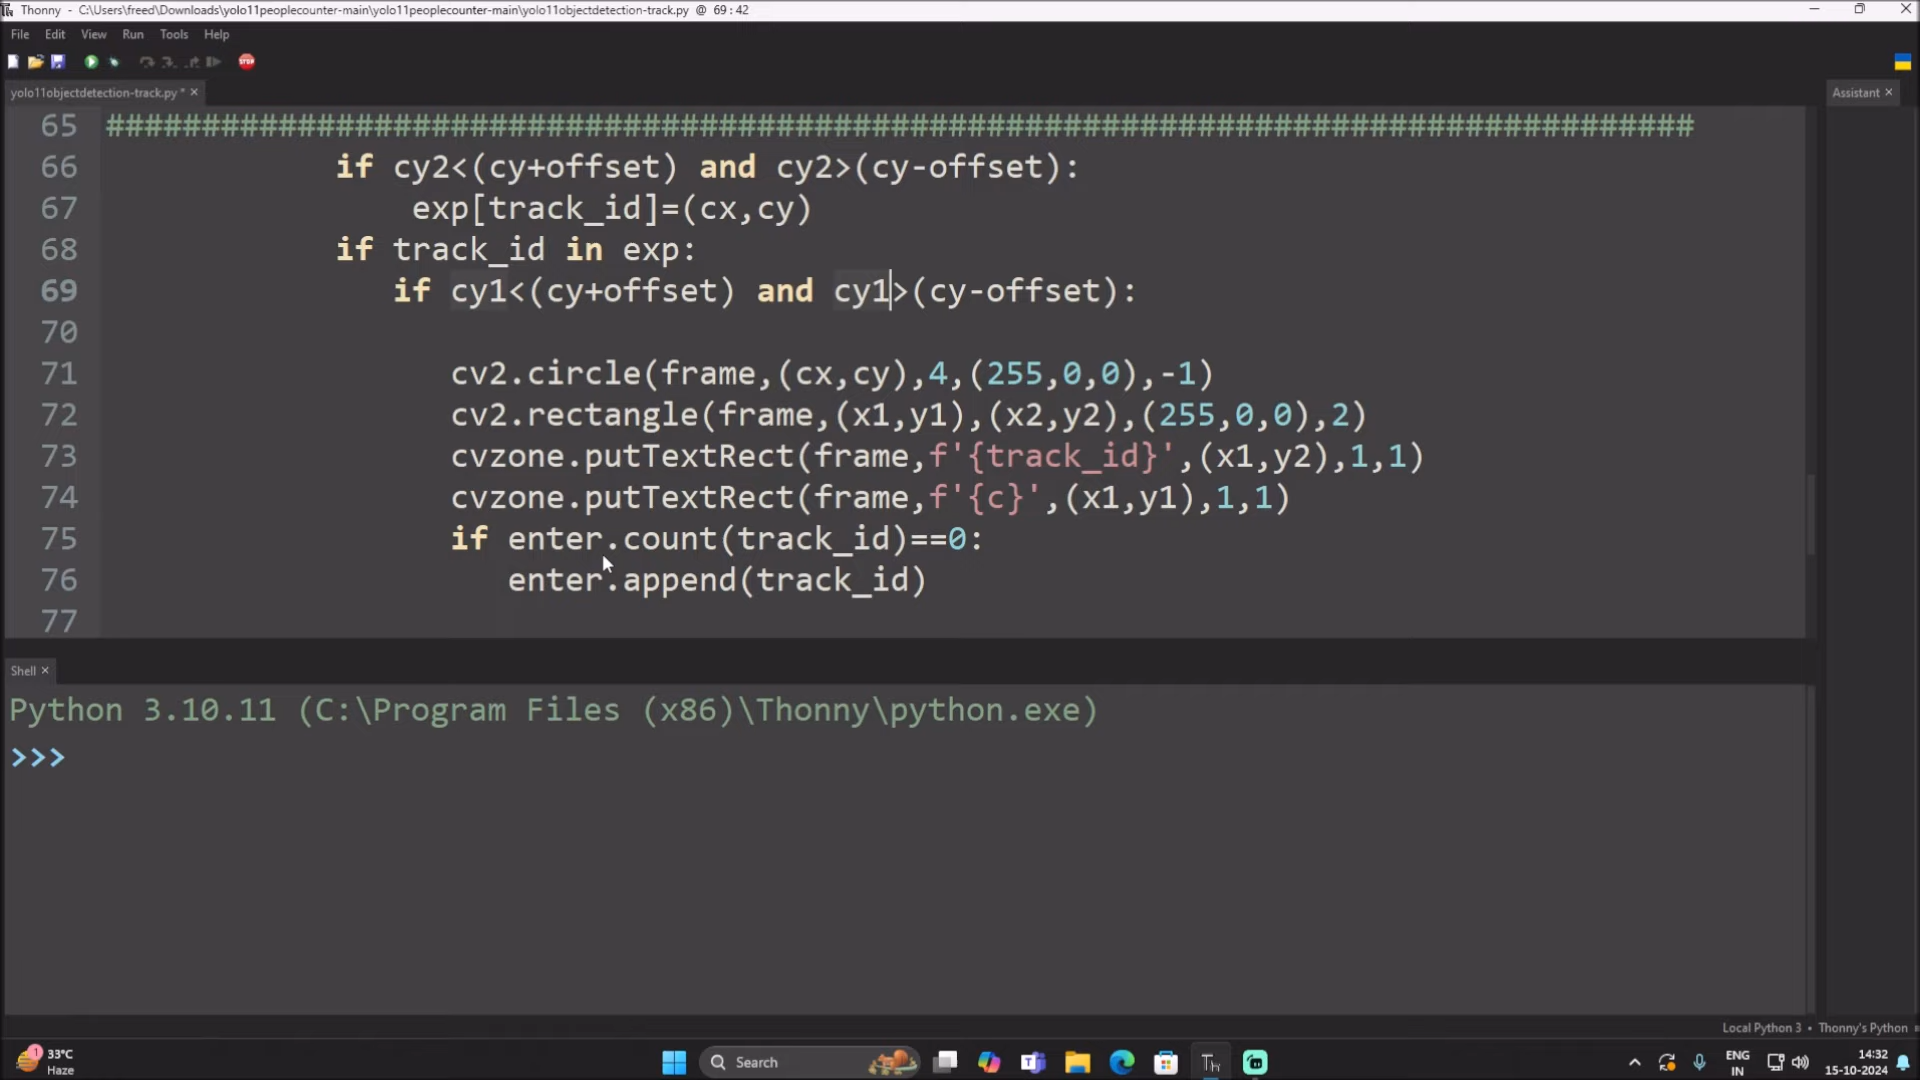 Thonny - C:\Users\freed\Downloads\yolo11peoplecounter-main\yolo11peoplecounter-main\yolo11objectdetection-track.py @ 69 : 42
File Edit View Run Tools Help
STOP
yolo11objectdetection-track.py * ×
Assistant ×
65 ###################################################################################
66 if cy2<(cy+offset) and cy2>(cy-offset):
67 exp[track_id]=(cx,cy)
68 if track_id in exp:
69 if cy1<(cy+offset) and cy1>(cy-offset):
70
71 cv2.circle(frame,(cx,cy),4,(255,0,0),-1)
72 cv2.rectangle(frame,(x1,y1),(x2,y2),(255,0,0),2)
73 cvzone.putTextRect(frame,f'{track_id}',(x1,y2),1,1)
74 cvzone.putTextRect(frame,f'{c}',(x1,y1),1,1)
75 if enter.count(track_id)==0:
76 enter.append(track_id)
77
Shell ×
Python 3.10.11 (C:\Program Files (x86)\Thonny\python.exe)
>>>
Local Python 3 • Thonny's Python
1 33°C
Haze
Search
ENG
IN
14:32
15-10-2024